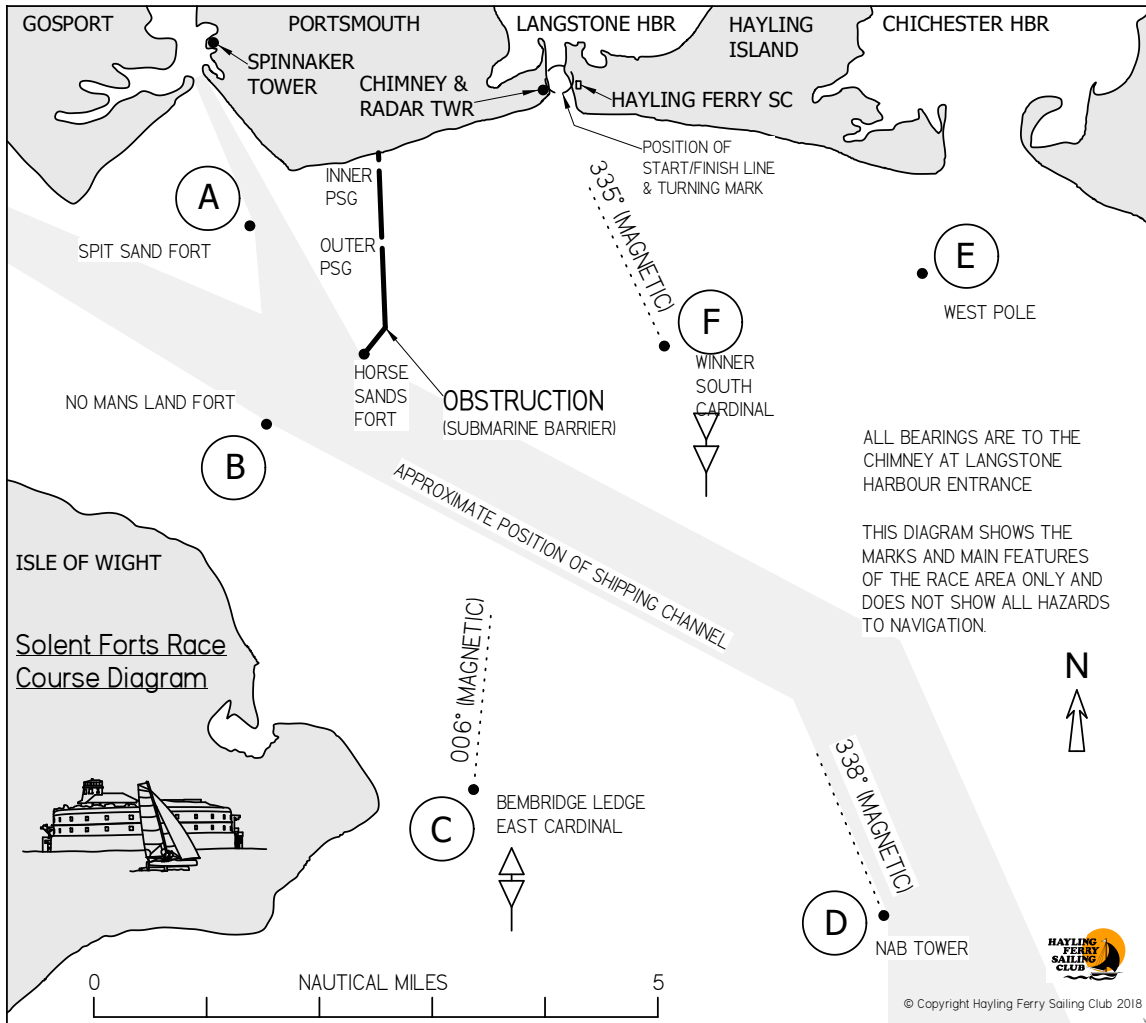 GOSPORT
PORTSMOUTH
LANGSTONE HBR
HAYLING
ISLAND
CHICHESTER HBR
SPINNAKER
TOWER
CHIMNEY &
RADAR TWR
HAYLING FERRY SC
POSITION OF
START/FINISH LINE
& TURNING MARK
INNER
PSG
335° (MAGNETIC)
A
SPIT SAND FORT
OUTER
PSG
E
WEST POLE
F
WINNER
SOUTH
CARDINAL
HORSE
SANDS
FORT
OBSTRUCTION
(SUBMARINE BARRIER)
NO MANS LAND FORT
B
ALL BEARINGS ARE TO THE
CHIMNEY AT LANGSTONE
HARBOUR ENTRANCE
APPROXIMATE POSITION OF SHIPPING CHANNEL
THIS DIAGRAM SHOWS THE
MARKS AND MAIN FEATURES
OF THE RACE AREA ONLY AND
DOES NOT SHOW ALL HAZARDS
TO NAVIGATION.
ISLE OF WIGHT
Solent Forts Race
Course Diagram
N
006° (MAGNETIC)
338° (MAGNETIC)
C
BEMBRIDGE LEDGE
EAST CARDINAL
D
NAB TOWER
HAYLING
FERRY
SAILING
CLUB
0
NAUTICAL MILES
5
© Copyright Hayling Ferry Sailing Club 2018